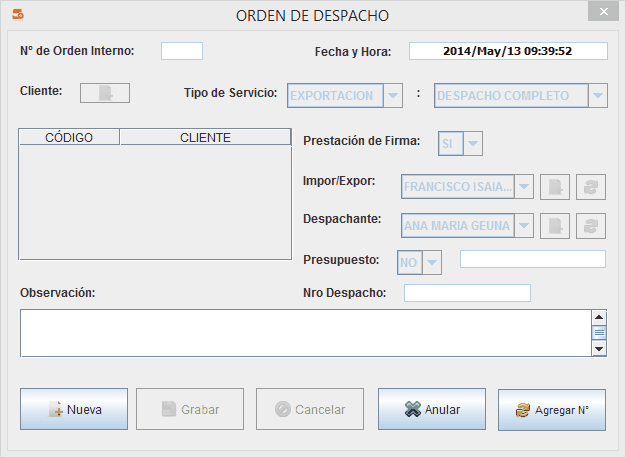 ORDEN DE DESPACHO
N° de Orden Interno:
Fecha y Hora: 2014/May/13 09:39:52
Cliente:
Tipo de Servicio: EXPORTACION : DESPACHO COMPLETO
CÓDIGO CLIENTE
Prestación de Firma: SI
Impor/Expor: FRANCISCO ISAIA...
Despachante: ANA MARIA GEUNA
Presupuesto: NO
Observación:
Nro Despacho:
Nueva Grabar Cancelar Anular Agregar N°